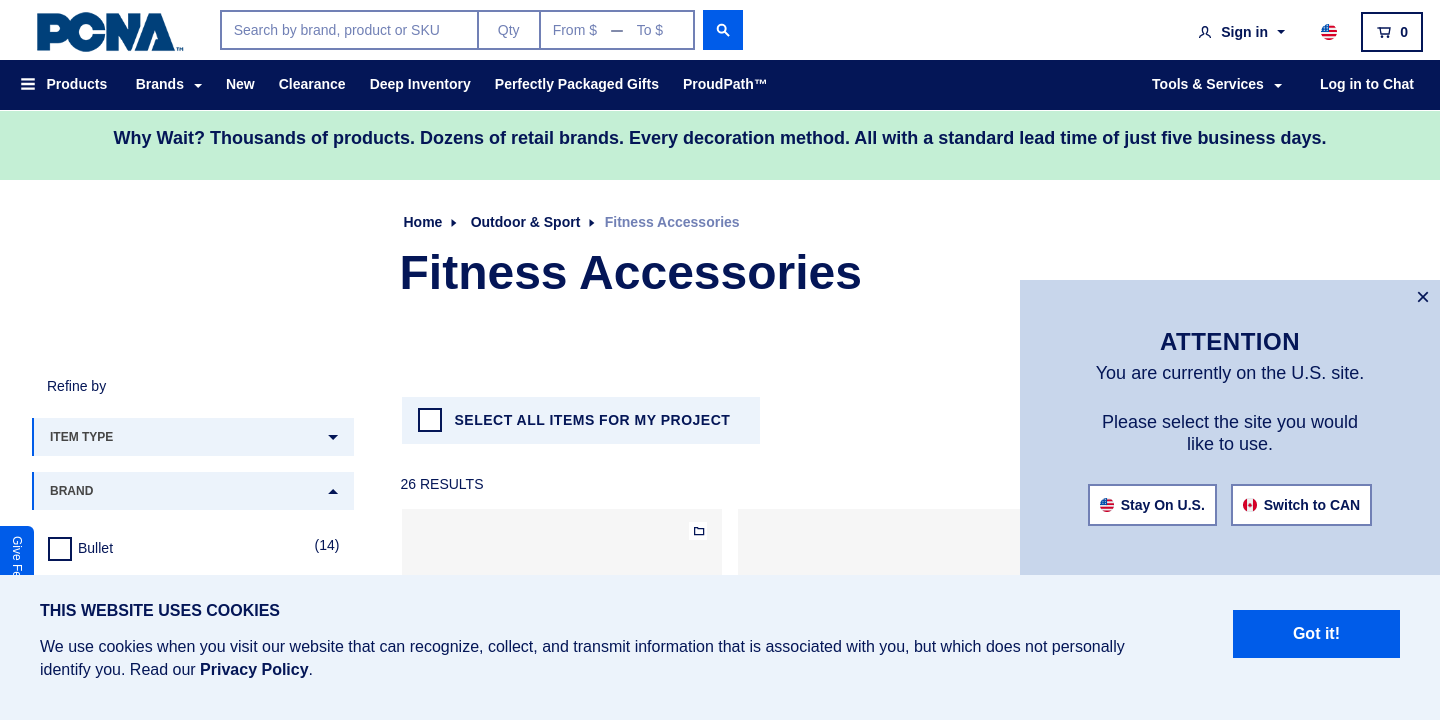 PCNA™
Search by brand, product or SKU
Qty
From $ — To $
Sign in
0
Products
Brands
New
Clearance
Deep Inventory
Perfectly Packaged Gifts
ProudPath™
Tools & Services
Log in to Chat
Why Wait? Thousands of products. Dozens of retail brands. Every decoration method. All with a standard lead time of just five business days.
Home
Outdoor & Sport
Fitness Accessories
Fitness Accessories
ATTENTION
You are currently on the U.S. site.
Please select the site you would
like to use.
Stay On U.S.
Switch to CAN
Refine by
ITEM TYPE
SELECT ALL ITEMS FOR MY PROJECT
BRAND
26 RESULTS
Bullet
(14)
Give Fe
THIS WEBSITE USES COOKIES
We use cookies when you visit our website that can recognize, collect, and transmit information that is associated with you, but which does not personally
identify you. Read our Privacy Policy.
Got it!